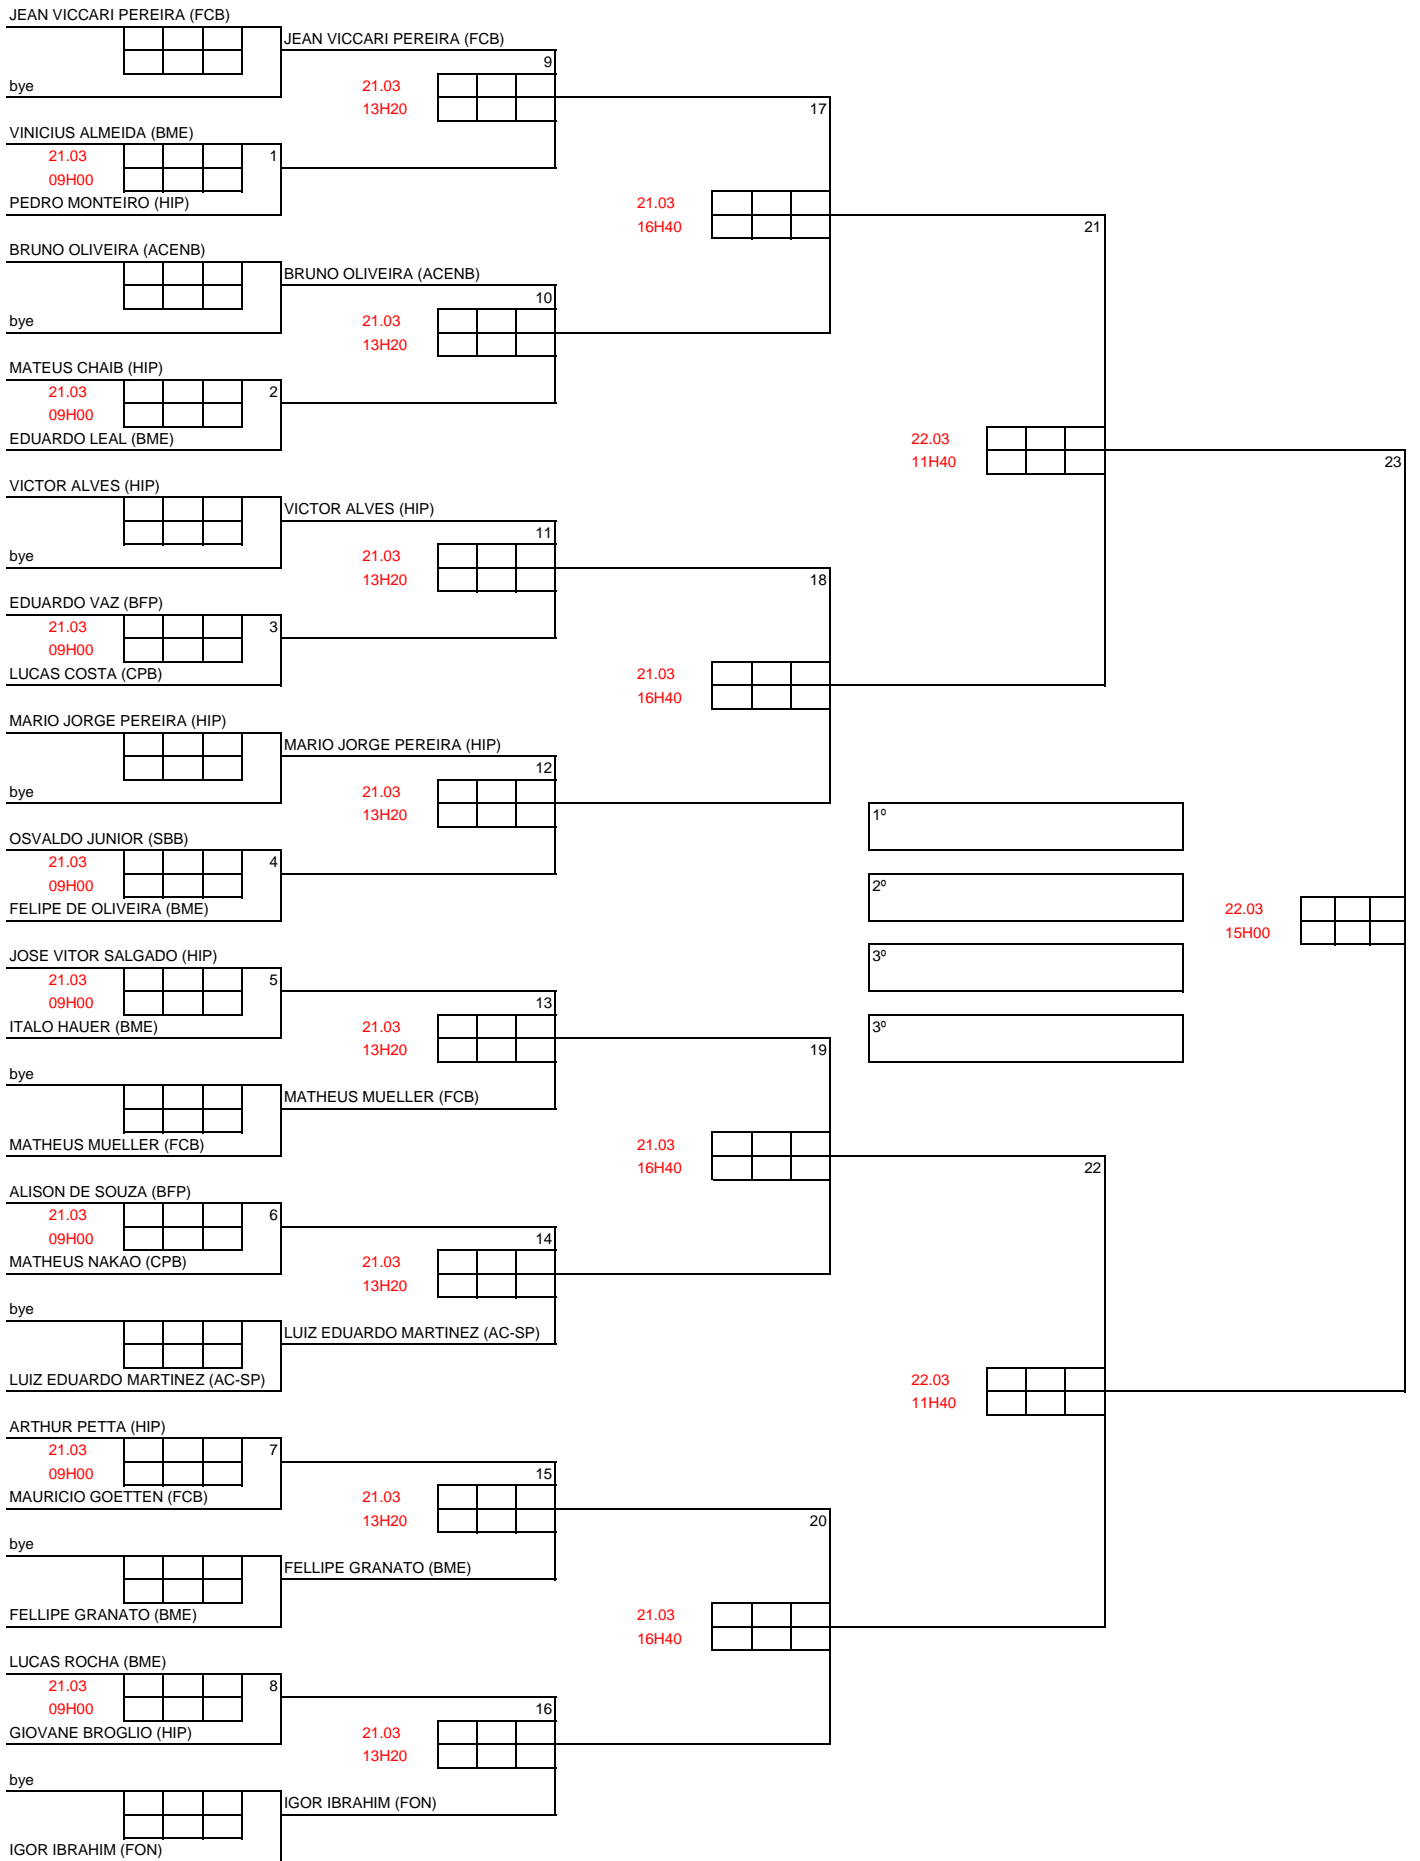 JEAN VICCARI PEREIRA (FCB)
JEAN VICCARI PEREIRA (FCB)
9
bye
21.03
13H20
17
VINICIUS ALMEIDA (BME)
21.03
1
09H00
PEDRO MONTEIRO (HIP)
21.03
16H40
21
BRUNO OLIVEIRA (ACENB)
BRUNO OLIVEIRA (ACENB)
10
bye
21.03
13H20
MATEUS CHAIB (HIP)
21.03
2
09H00
EDUARDO LEAL (BME)
22.03
11H40
23
VICTOR ALVES (HIP)
VICTOR ALVES (HIP)
11
bye
21.03
13H20
18
EDUARDO VAZ (BFP)
21.03
3
09H00
LUCAS COSTA (CPB)
21.03
16H40
MARIO JORGE PEREIRA (HIP)
MARIO JORGE PEREIRA (HIP)
12
bye
21.03
13H20
1º
OSVALDO JUNIOR (SBB)
21.03
4
09H00
2º
FELIPE DE OLIVEIRA (BME)
22.03
15H00
JOSE VITOR SALGADO (HIP)
3º
21.03
5
09H00
13
ITALO HAUER (BME)
21.03
3º
13H20
19
bye
MATHEUS MUELLER (FCB)
MATHEUS MUELLER (FCB)
21.03
16H40
22
ALISON DE SOUZA (BFP)
21.03
6
09H00
14
MATHEUS NAKAO (CPB)
21.03
13H20
bye
LUIZ EDUARDO MARTINEZ (AC-SP)
LUIZ EDUARDO MARTINEZ (AC-SP)
22.03
11H40
ARTHUR PETTA (HIP)
21.03
7
09H00
15
MAURICIO GOETTEN (FCB)
21.03
13H20
20
bye
FELLIPE GRANATO (BME)
FELLIPE GRANATO (BME)
21.03
16H40
LUCAS ROCHA (BME)
21.03
8
09H00
16
GIOVANE BROGLIO (HIP)
21.03
13H20
bye
IGOR IBRAHIM (FON)
IGOR IBRAHIM (FON)